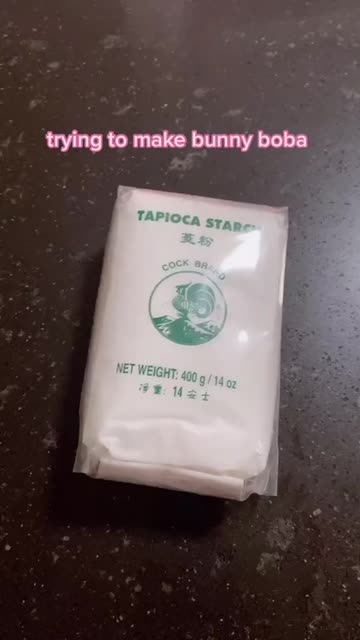 trying to make bunny boba
TAPIOCA STARCH
菱粉
COCK BRAND
NET WEIGHT: 400 g / 14 oz
淨重: 14 安士